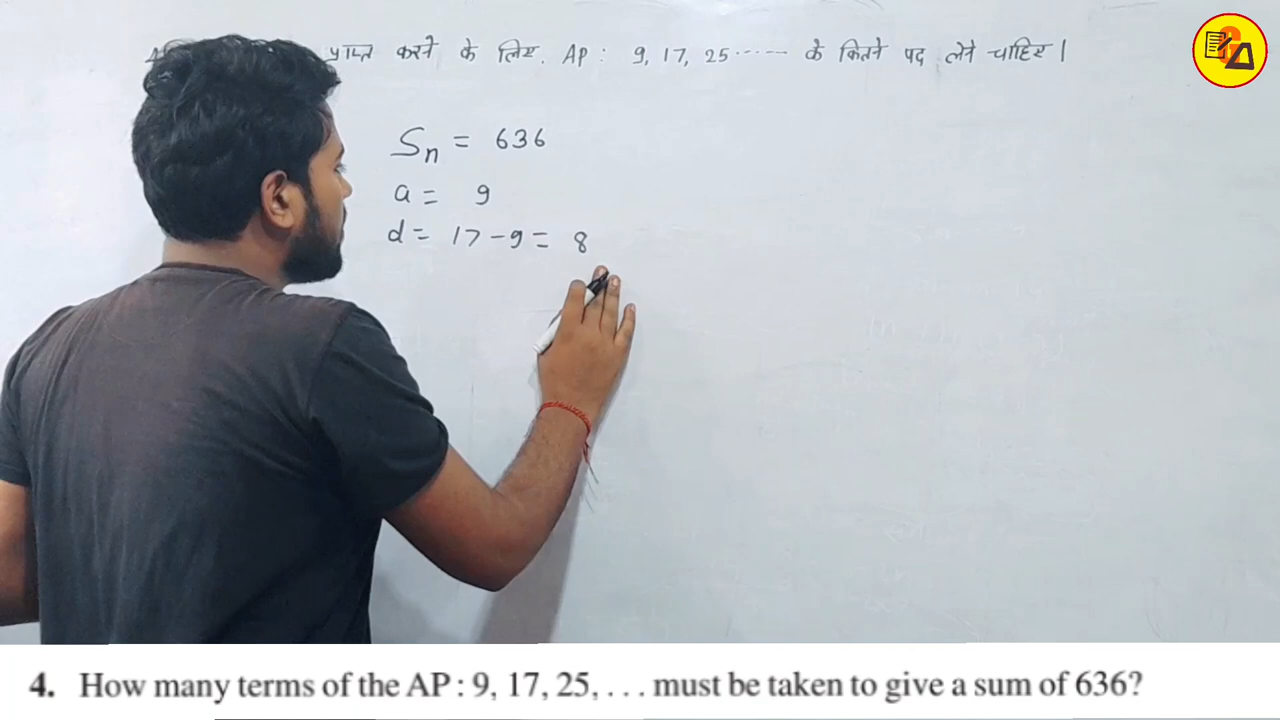 प्राप्त करने के लिए. AP : 9, 17, 25...... के कितने पद लेने चाहिए।
Sn = 636
a = 9
d = 17-9 = 8
4. How many terms of the AP : 9, 17, 25, . . . must be taken to give a sum of 636?